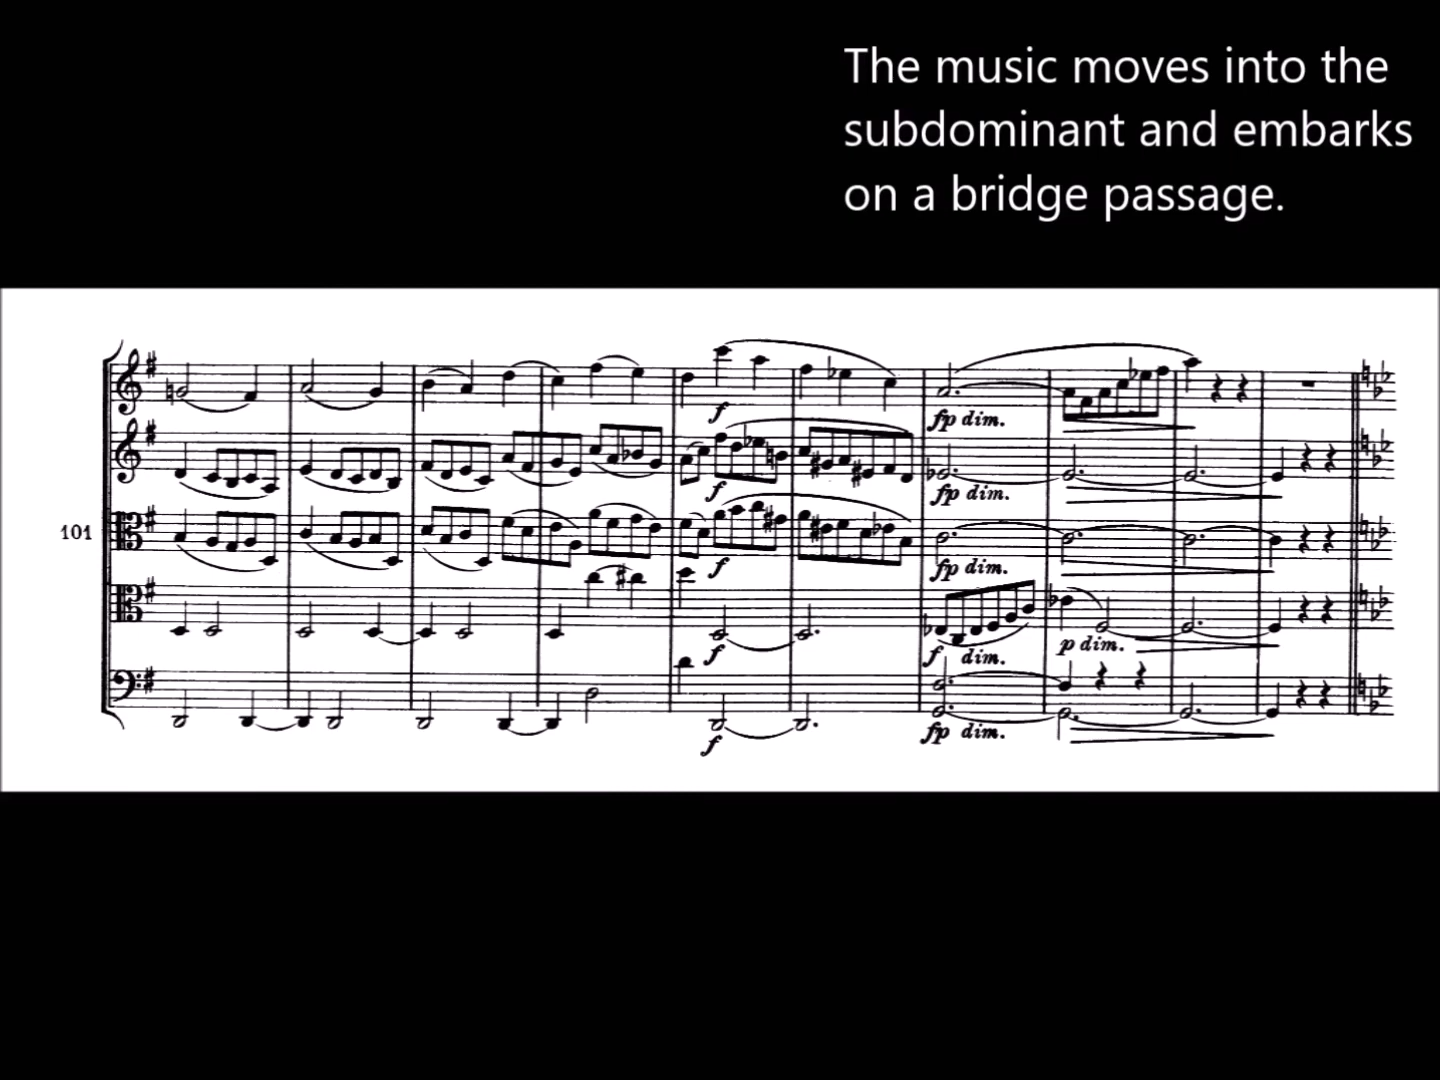 The music moves into the
subdominant and embarks
on a bridge passage.
f
fp dim.
f
fp dim.
101
f
fp dim.
f
f dim.
p dim.
f
fp dim.